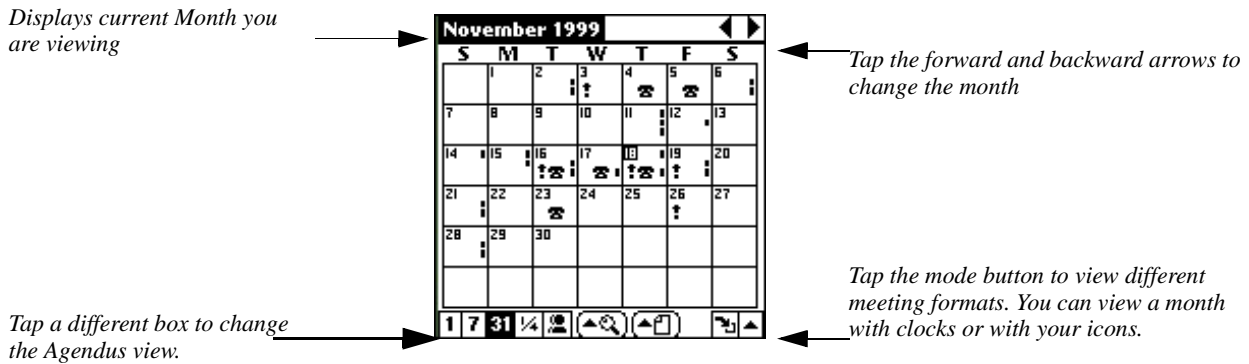 Displays current Month you
are viewing
November 1999
Tap the forward and backward arrows to
change the month
S M T W T F S
1 2 3 4 5 6
7 8 9 10 11 12 13
14 15 16 17 18 19 20
21 22 23 24 25 26 27
28 29 30
Tap the mode button to view different
meeting formats. You can view a month
with clocks or with your icons.
Tap a different box to change
the Agendus view.
1 7 31 ¼